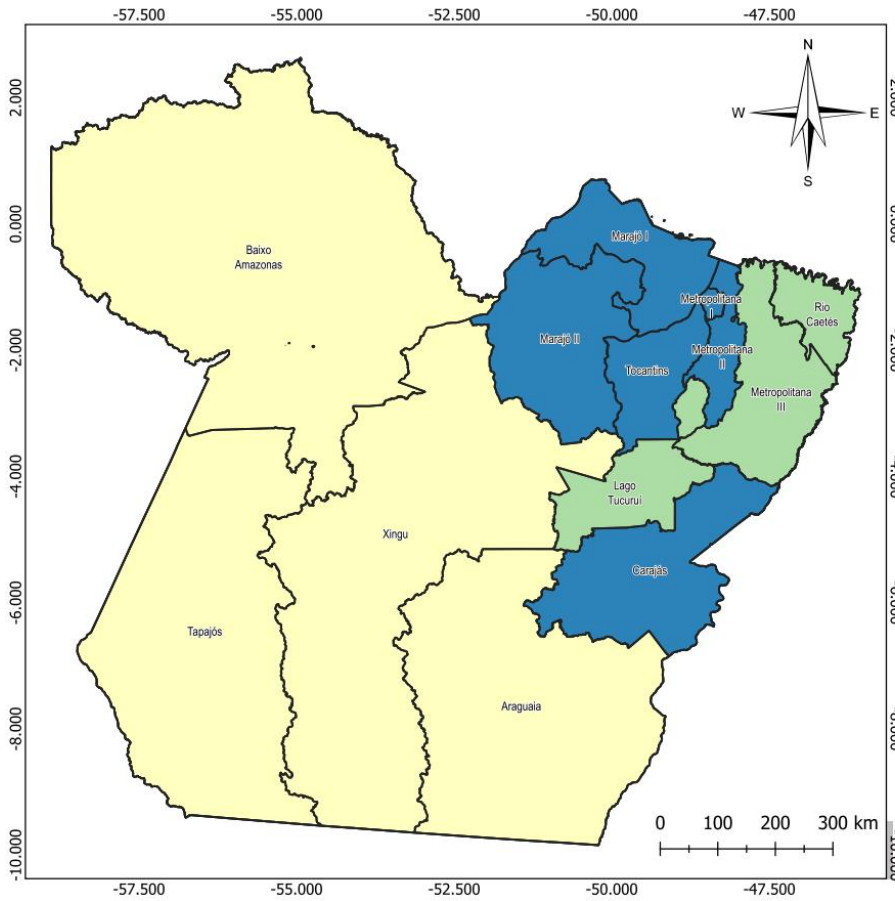 -57.500 -55.000 -52.500 -50.000 -47.500
N
W E
S
2.000
0.000
-2.000
-4.000
-6.000
-8.000
-10.000
Baixo
Amazonas
Marajó I
Metropolitana
I
Rio
Caetés
Marajó II
Metropolitana
II
Tocantins
Metropolitana
III
Lago
Tucuruí
Xingu
Carajás
Tapajós
Araguaia
0 100 200 300 km
-57.500 -55.000 -52.500 -50.000 -47.500